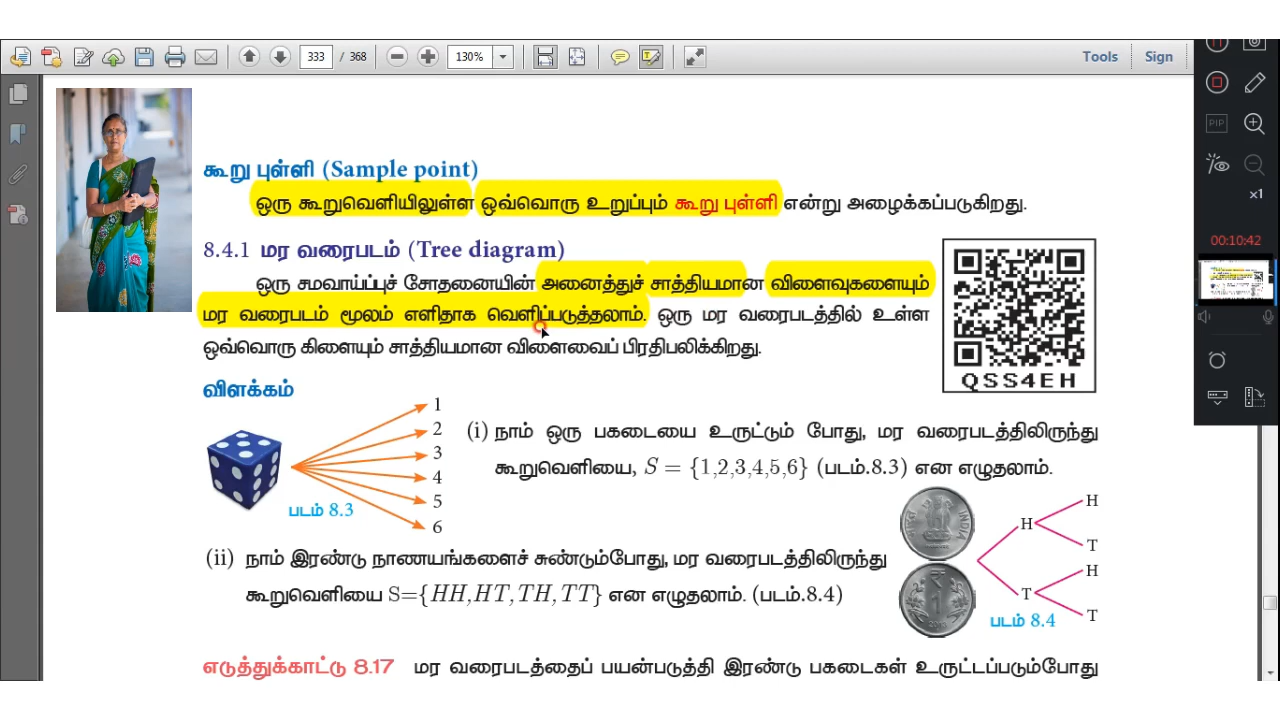 333 / 368
130%
Tools
Sign
PIP
×1
00:10:42
கூறு புள்ளி (Sample point)
ஒரு கூறுவெளியிலுள்ள ஒவ்வொரு உறுப்பும் கூறு புள்ளி என்று அழைக்கப்படுகிறது.
8.4.1 மர வரைபடம் (Tree diagram)
ஒரு சமவாய்ப்புச் சோதனையின் அனைத்துச் சாத்தியமான விளைவுகளையும்
மர வரைபடம் மூலம் எளிதாக வெளிப்படுத்தலாம். ஒரு மர வரைபடத்தில் உள்ள
ஒவ்வொரு கிளையும் சாத்தியமான விளைவைப் பிரதிபலிக்கிறது.
QSS4EH
விளக்கம்
1
2
3
4
5
6
படம் 8.3
(i) நாம் ஒரு பகடையை உருட்டும் போது, மர வரைபடத்திலிருந்து
கூறுவெளியை, S = {1,2,3,4,5,6} (படம்.8.3) என எழுதலாம்.
(ii) நாம் இரண்டு நாணயங்களைச் சுண்டும்போது, மர வரைபடத்திலிருந்து
கூறுவெளியை S={HH,HT,TH,TT} என எழுதலாம். (படம்.8.4)
H
H
T
T
H
T
படம் 8.4
எடுத்துக்காட்டு 8.17 மர வரைபடத்தைப் பயன்படுத்தி இரண்டு பகடைகள் உருட்டப்படும்போது